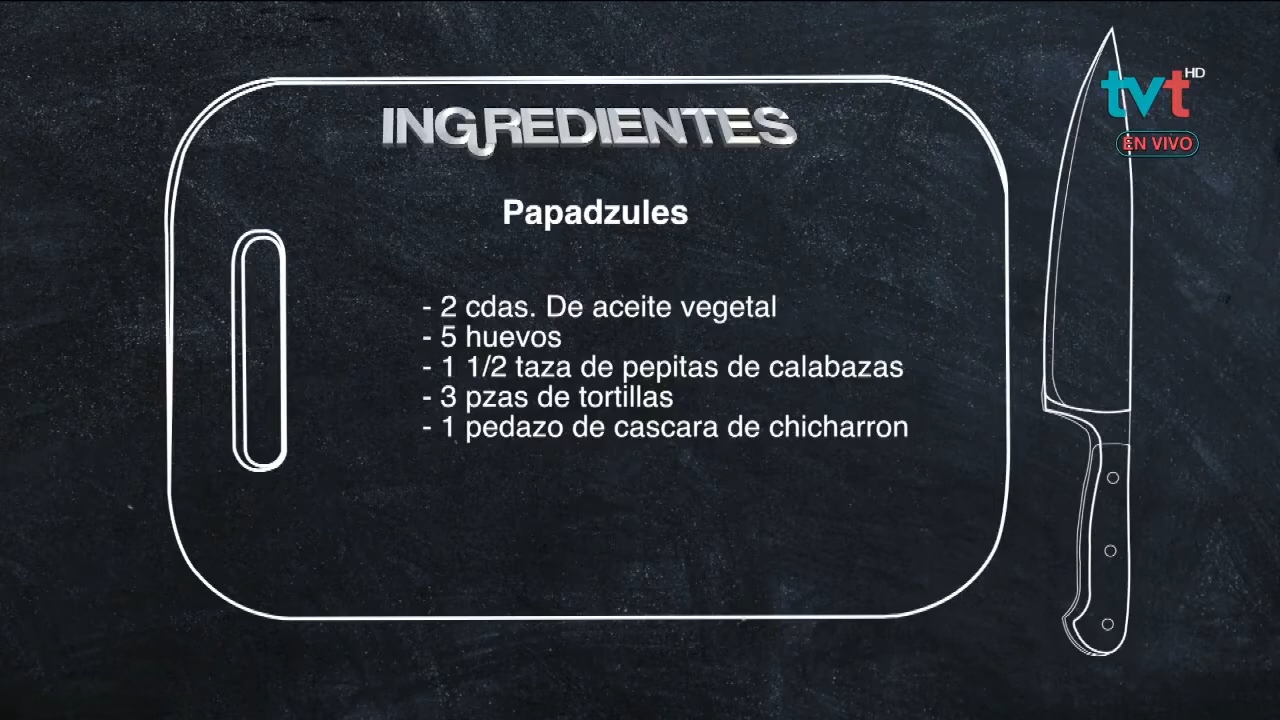 tvt HD
EN VIVO
INGREDIENTES
Papadzules
- 2 cdas. De aceite vegetal
- 5 huevos
- 1 1/2 taza de pepitas de calabazas
- 3 pzas de tortillas
- 1 pedazo de cascara de chicharron